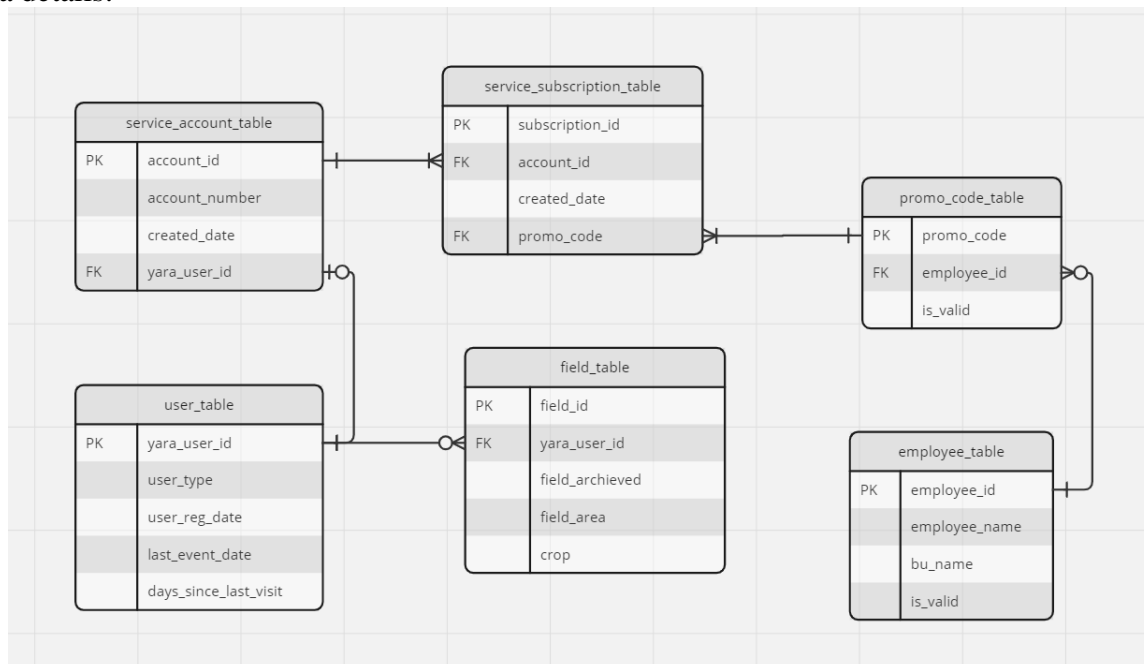 service_account_table
PK account_id
account_number
created_date
FK yara_user_id
service_subscription_table
PK subscription_id
FK account_id
created_date
FK promo_code
promo_code_table
PK promo_code
FK employee_id
is_valid
user_table
PK yara_user_id
user_type
user_reg_date
last_event_date
days_since_last_visit
field_table
PK field_id
FK yara_user_id
field_archieved
field_area
crop
employee_table
PK employee_id
employee_name
bu_name
is_valid